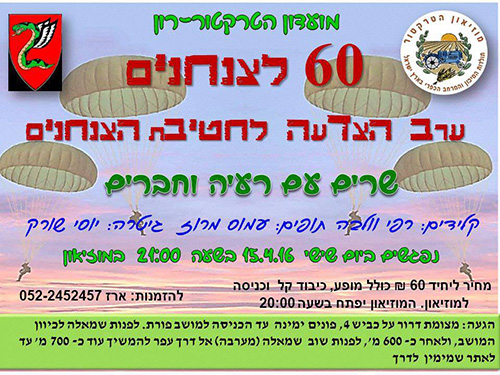 מועדון הטרקטור-רון
מוזיאון הטרקטור
60 לצנחנים
ערב הצדעה לחטיבת הצנחנים
שרים עם רעיה וחברים
קלידים: רפי וולבה תופים: עמוס מרוז גיטרה: יוסי שורק
נפגשים ביום שישי 15.4.16 בשעה 21:00 במוזיאון
מחיר ליחיד 60 ₪ כולל מופע, כיבוד קל וכניסה
למוזיאון. המוזיאון יפתח בשעה 20:00
להזמנות: ארז 052-2452457
הגעה: מצומת דרור על כביש 4, פונים ימינה עד הכניסה למושב פורת. לפנות שמאלה לכיוון
המושב, ולאחר כ- 600 מ', לפנות שוב שמאלה (מערבה) אל דרך עפר להמשיך עוד כ- 700 מ' עד
לאתר שמימין לדרך